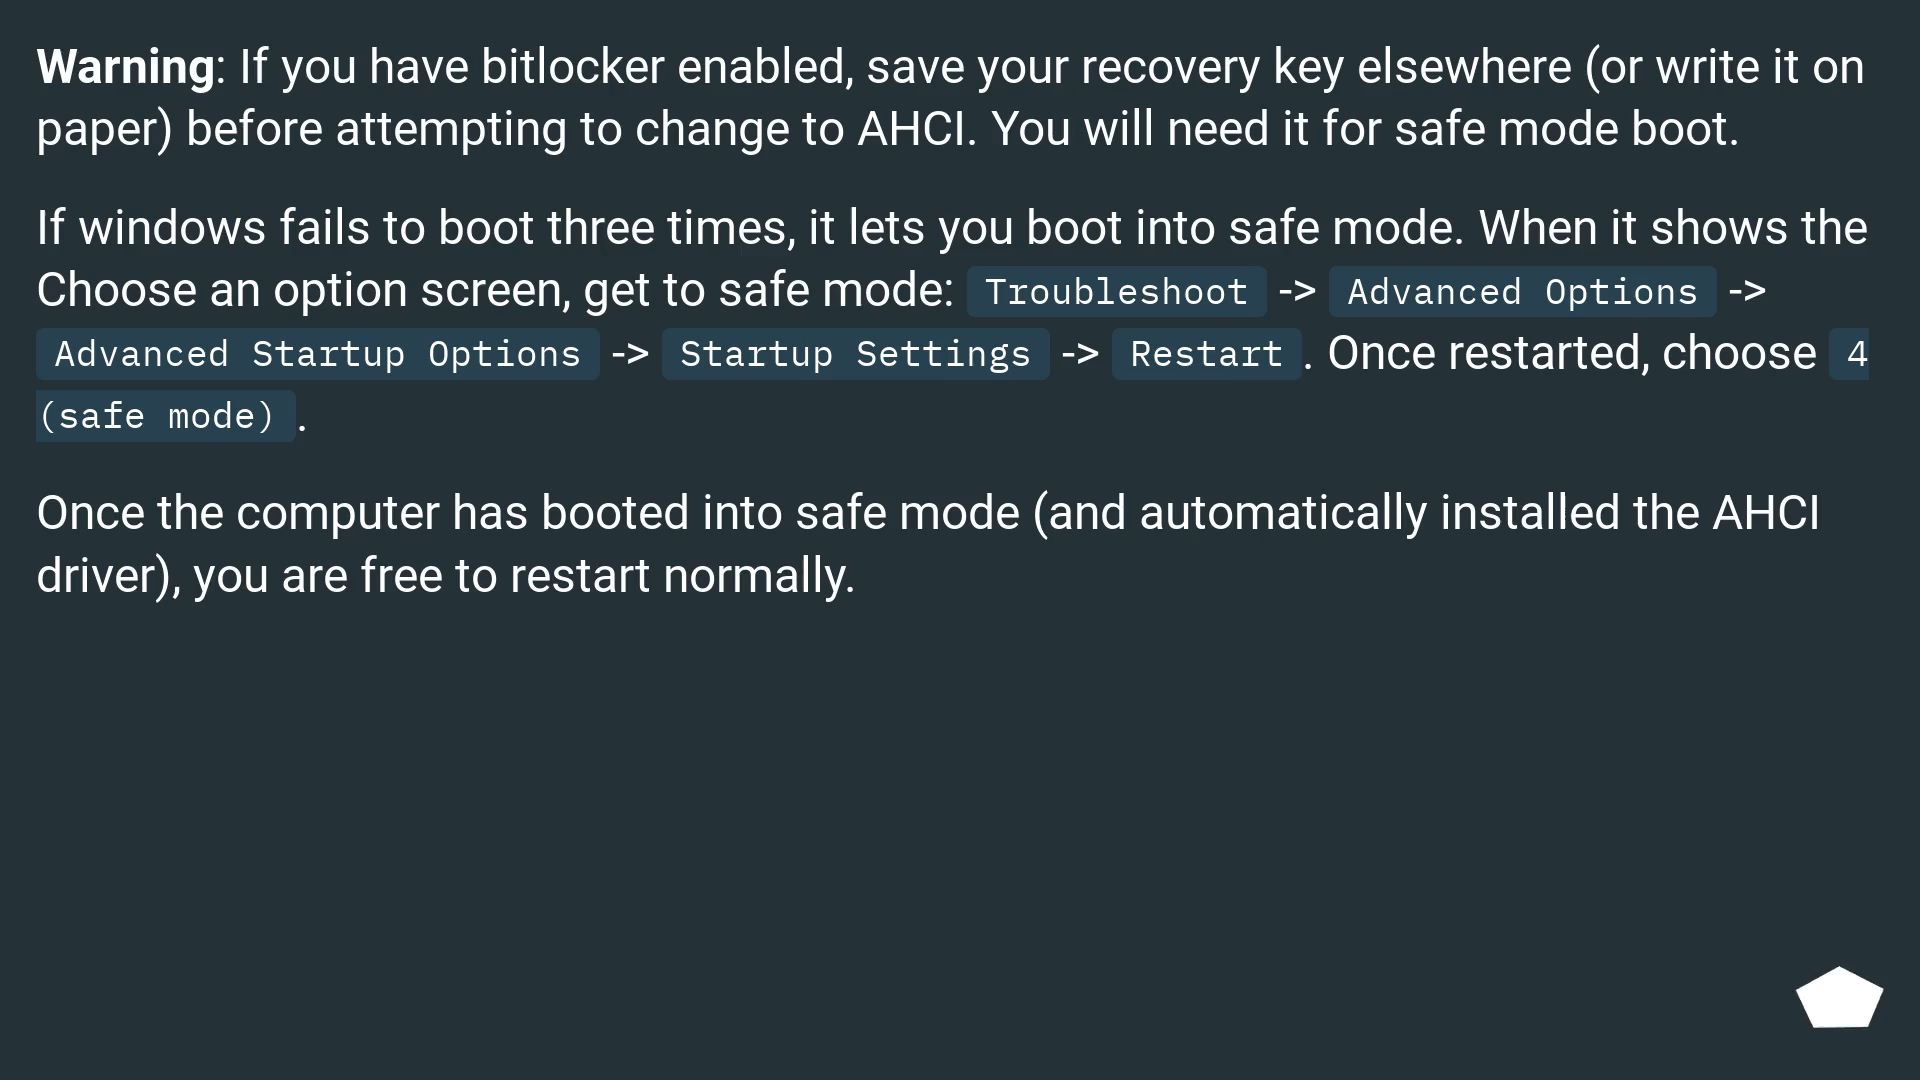 Warning: If you have bitlocker enabled, save your recovery key elsewhere (or write it on
paper) before attempting to change to AHCI. You will need it for safe mode boot.
If windows fails to boot three times, it lets you boot into safe mode. When it shows the
Choose an option screen, get to safe mode: Troubleshoot -> Advanced Options ->
Advanced Startup Options -> Startup Settings -> Restart . Once restarted, choose 4
(safe mode) .
Once the computer has booted into safe mode (and automatically installed the AHCI
driver), you are free to restart normally.